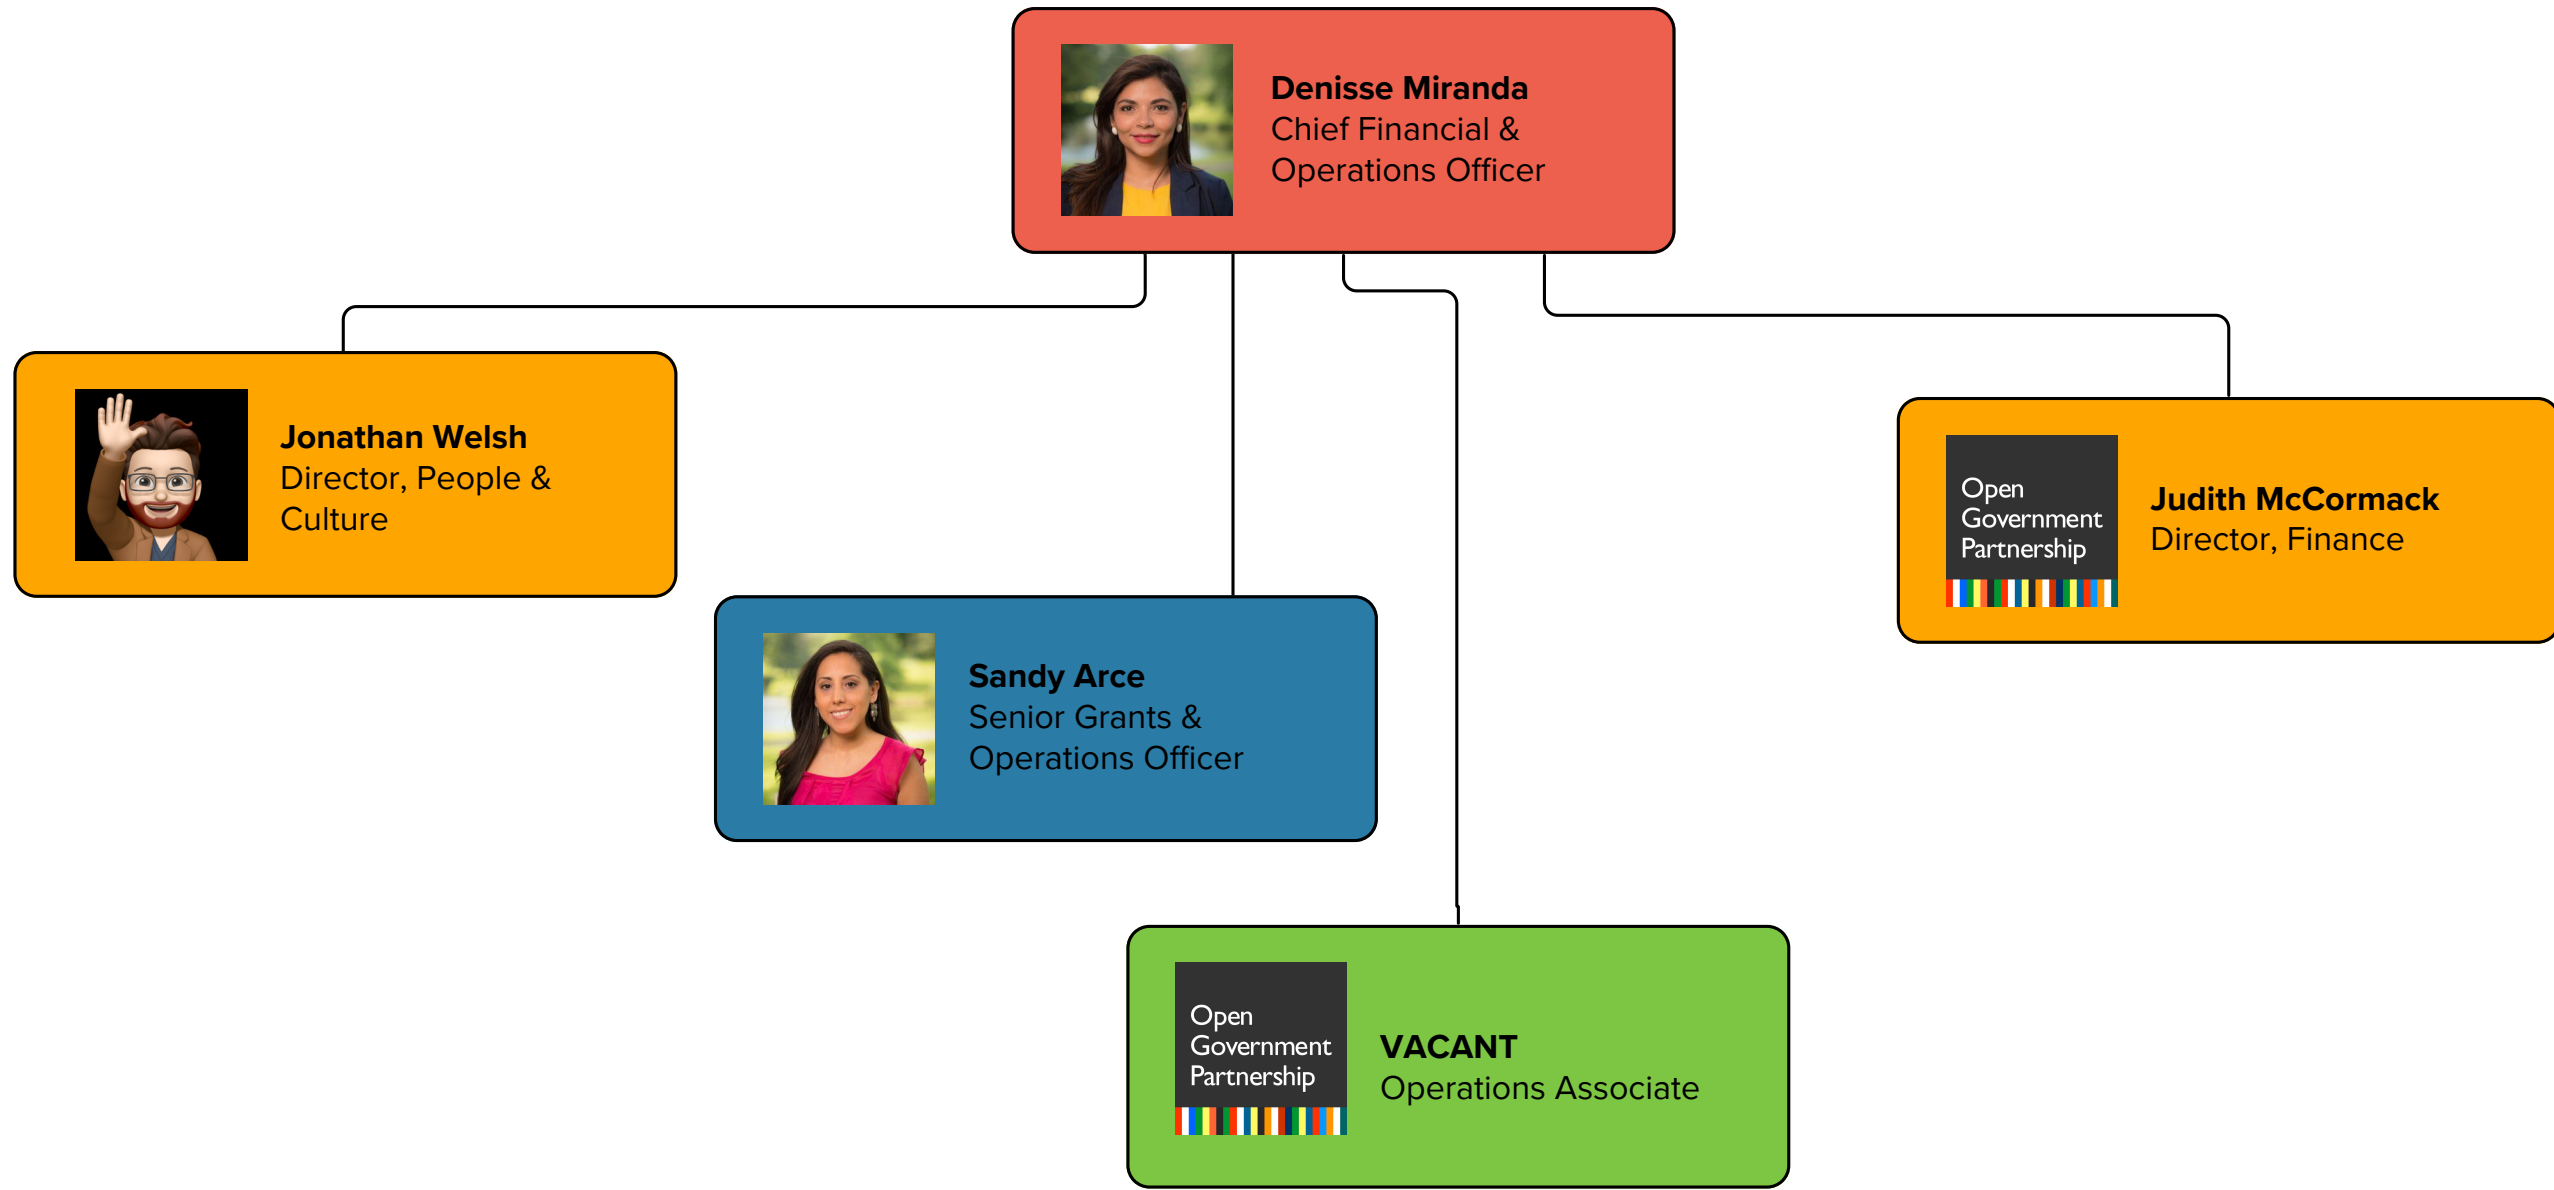 Denisse Miranda
Chief Financial &
Operations Officer
Jonathan Welsh
Director, People &
Culture
Open
Government
Partnership
Judith McCormack
Director, Finance
Sandy Arce
Senior Grants &
Operations Officer
Open
Government
Partnership
VACANT
Operations Associate